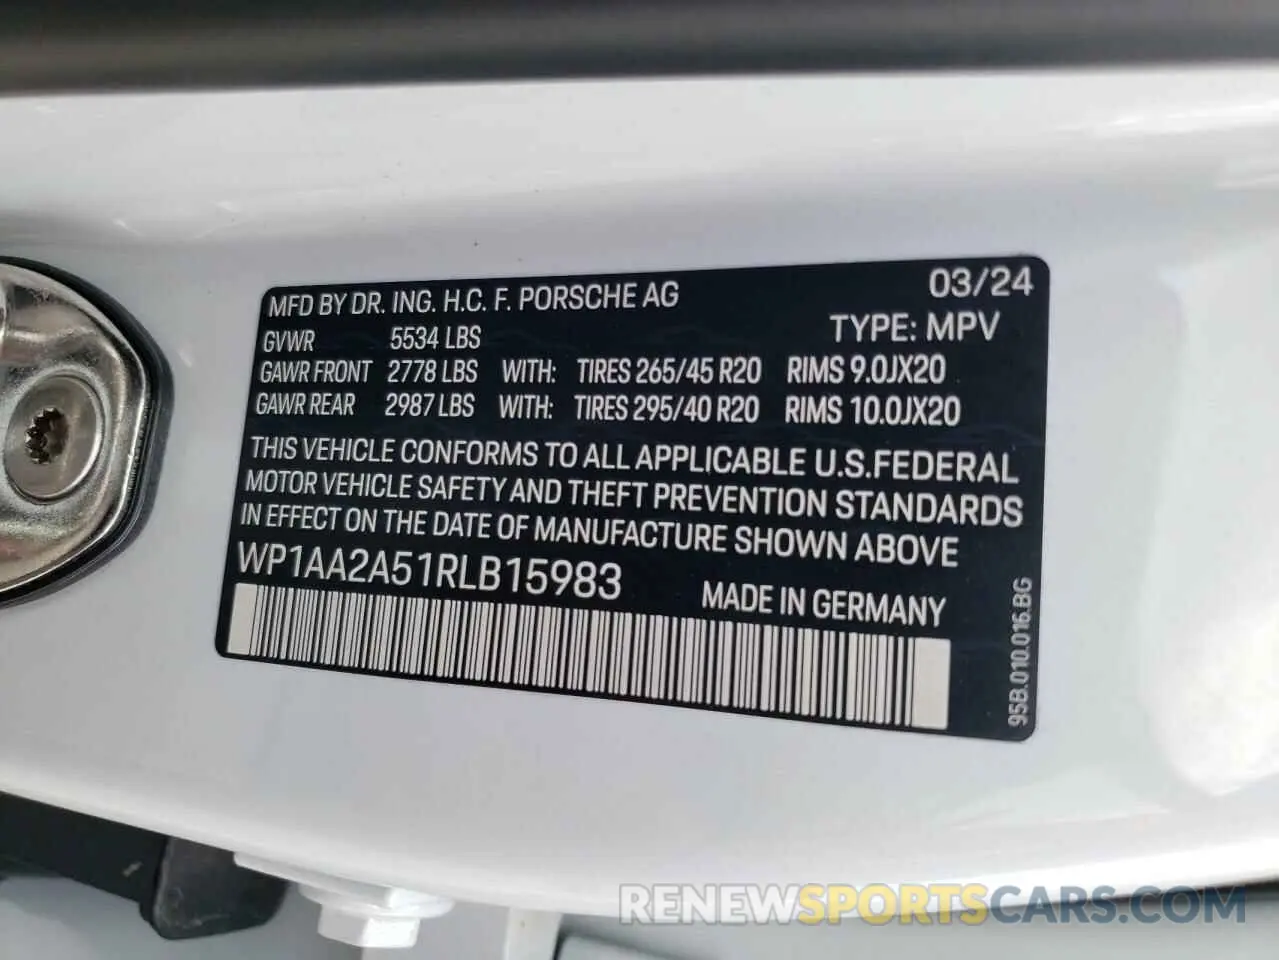 MFD BY DR. ING. H.C. F. PORSCHE AG 03/24
GVWR 5534 LBS TYPE: MPV
GAWR FRONT 2778 LBS WITH: TIRES 265/45 R20 RIMS 9.0JX20
GAWR REAR 2987 LBS WITH: TIRES 295/40 R20 RIMS 10.0JX20
THIS VEHICLE CONFORMS TO ALL APPLICABLE U.S.FEDERAL
MOTOR VEHICLE SAFETY AND THEFT PREVENTION STANDARDS
IN EFFECT ON THE DATE OF MANUFACTURE SHOWN ABOVE
WP1AA2A51RLB15983 MADE IN GERMANY
95B.010.016.BG
RENEWSPORTSCARS.COM